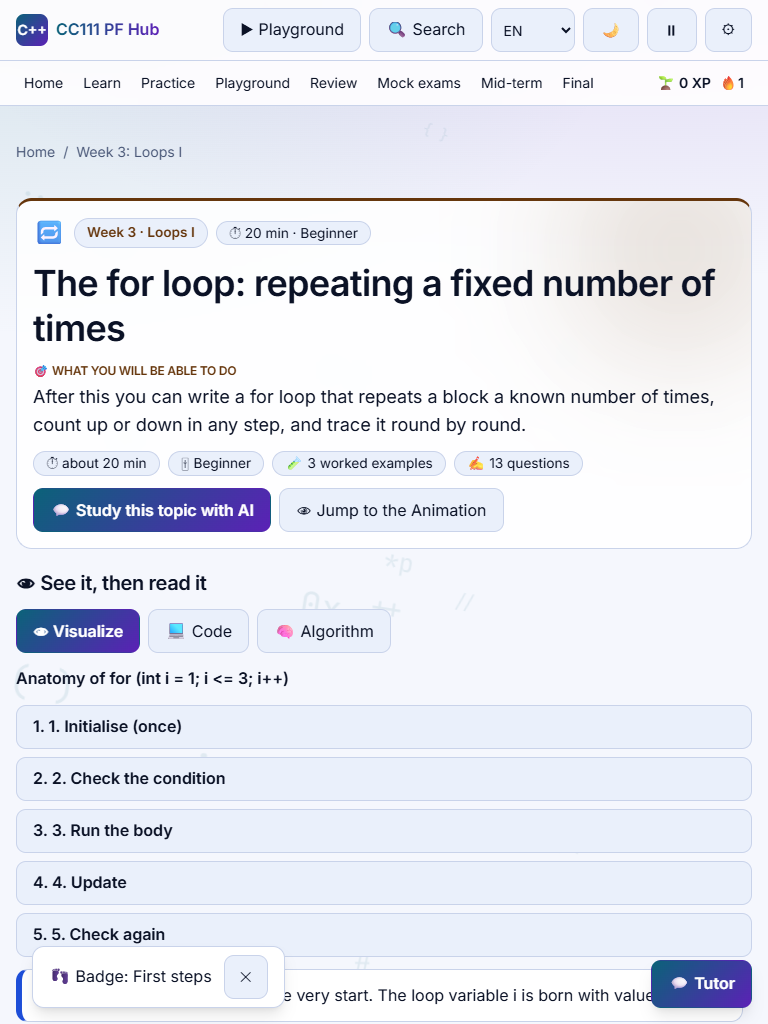 C++ CC111 PF Hub
Playground
Search
EN
Home Learn Practice Playground Review Mock exams Mid-term Final 0 XP 1
{ }
Home / Week 3: Loops I
Week 3 · Loops I
20 min · Beginner
The for loop: repeating a fixed number of
times
WHAT YOU WILL BE ABLE TO DO
After this you can write a for loop that repeats a block a known number of times,
count up or down in any step, and trace it round by round.
about 20 min
Beginner
3 worked examples
13 questions
Study this topic with AI
Jump to the Animation
*p
See it, then read it
//
Visualize
Code
Algorithm
Anatomy of for (int i = 1; i <= 3; i++)
1. 1. Initialise (once)
2. 2. Check the condition
3. 3. Run the body
4. 4. Update
5. 5. Check again
#
Badge: First steps
very start. The loop variable i is born with value
Tutor